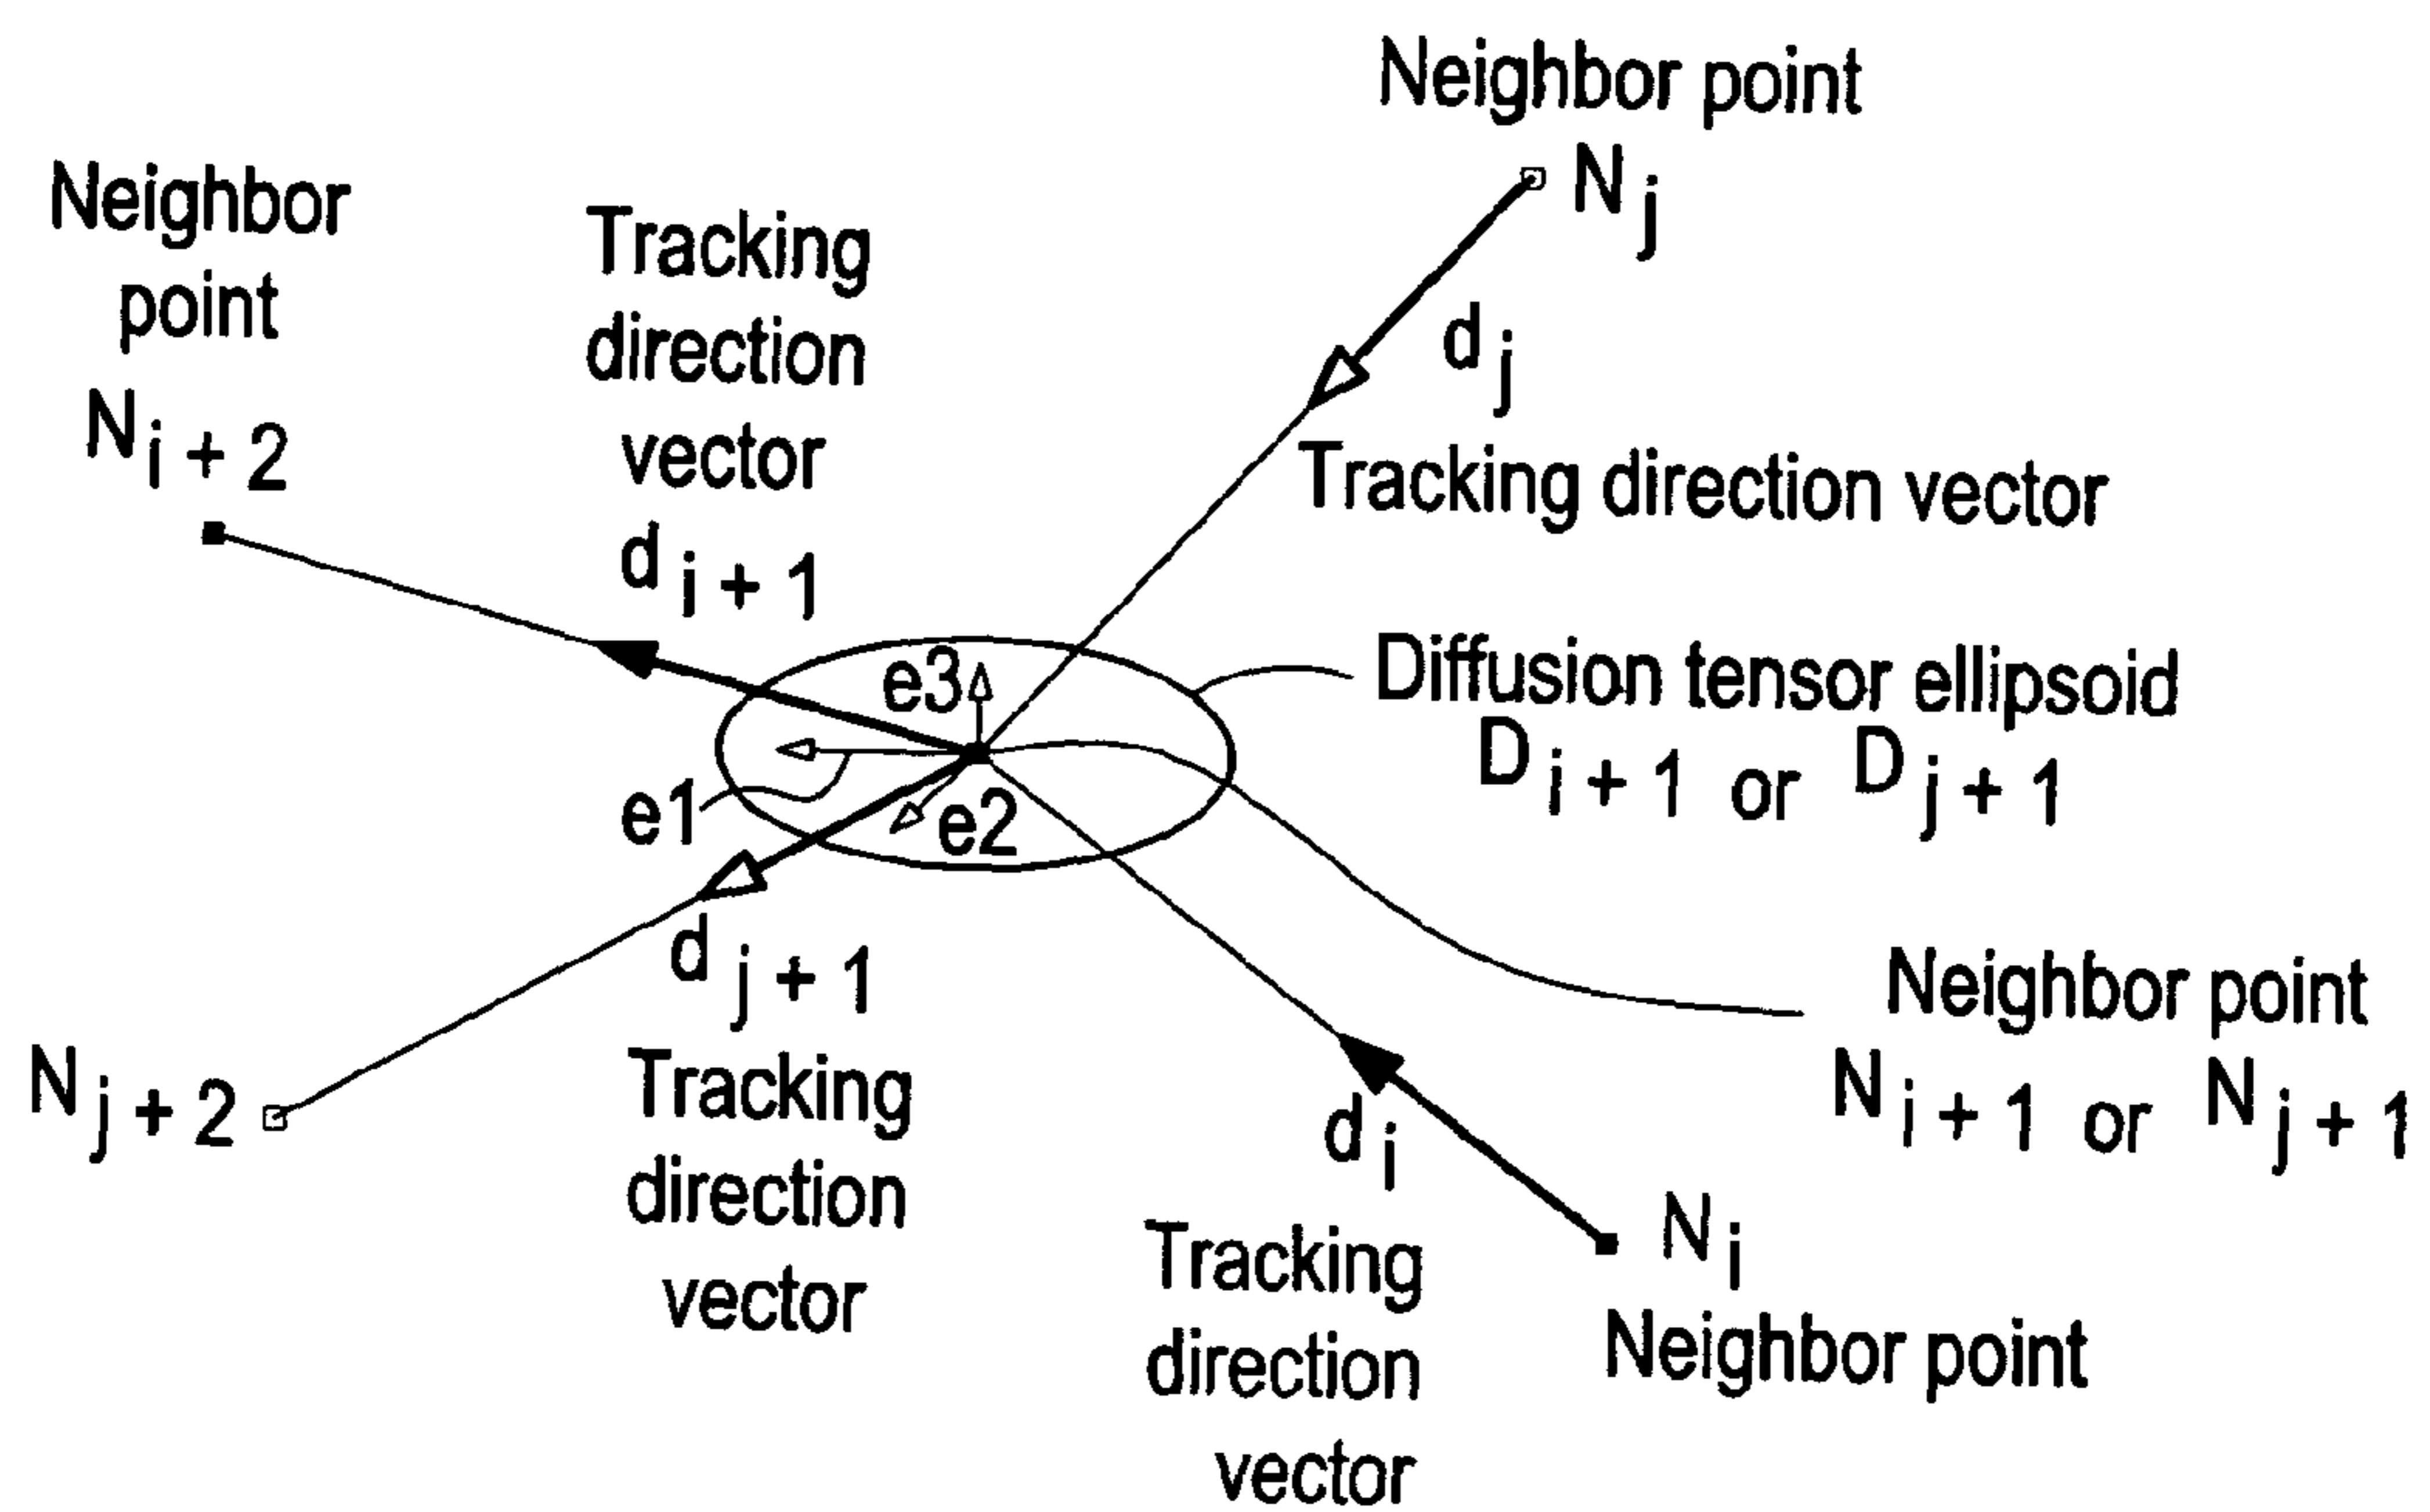 Neighbor point
N j
d j
Tracking direction vector
Neighbor
point
N i + 2
Tracking
direction
vector
d i + 1
e3
e1
e2
Diffusion tensor ellipsoid
D i + 1 or D j + 1
d j + 1
Tracking
direction
vector
N j + 2
Neighbor point
N i + 1 or N j + 1
d i
Tracking
direction
vector
N i
Neighbor point